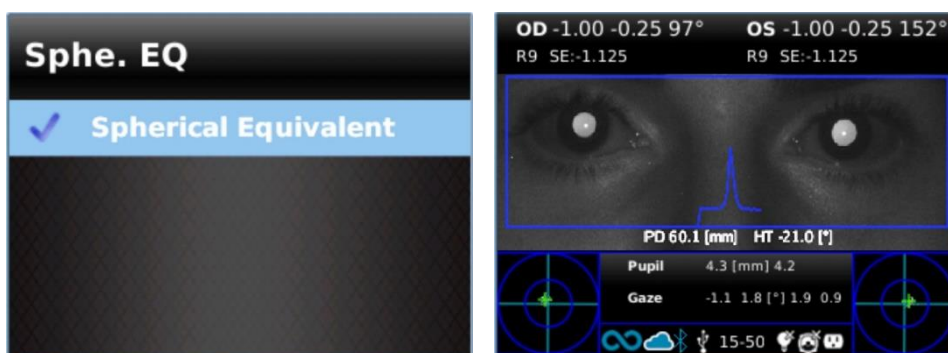 Sphe. EQ
Spherical Equivalent
OD -1.00 -0.25 97° OS -1.00 -0.25 152°
R9 SE:-1.125 R9 SE:-1.125
PD 60.1 [mm] HT -21.0 [°]
Pupil 4.3 [mm] 4.2
Gaze -1.1 1.8 [°] 1.9 0.9
15-50